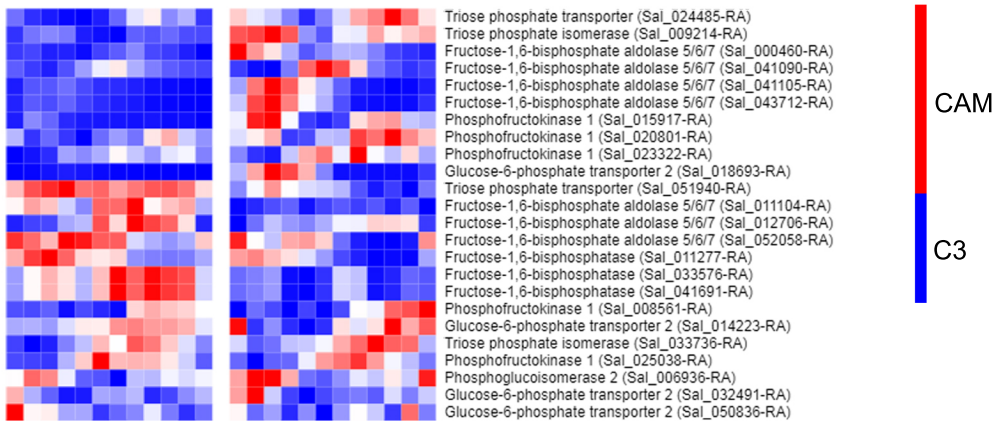 Triose phosphate transporter (Sal_024485-RA)
Triose phosphate isomerase (Sal_009214-RA)
Fructose-1,6-bisphosphate aldolase 5/6/7 (Sal_000460-RA)
Fructose-1,6-bisphosphate aldolase 5/6/7 (Sal_041090-RA)
Fructose-1,6-bisphosphate aldolase 5/6/7 (Sal_041105-RA)
Fructose-1,6-bisphosphate aldolase 5/6/7 (Sal_043712-RA)
Phosphofructokinase 1 (Sal_015917-RA)
Phosphofructokinase 1 (Sal_020801-RA)
Phosphofructokinase 1 (Sal_023322-RA)
Glucose-6-phosphate transporter 2 (Sal_018693-RA)
Triose phosphate transporter (Sal_051940-RA)
Fructose-1,6-bisphosphate aldolase 5/6/7 (Sal_011104-RA)
Fructose-1,6-bisphosphate aldolase 5/6/7 (Sal_012706-RA)
Fructose-1,6-bisphosphate aldolase 5/6/7 (Sal_052058-RA)
Fructose-1,6-bisphosphatase (Sal_011277-RA)
Fructose-1,6-bisphosphatase (Sal_033576-RA)
Fructose-1,6-bisphosphatase (Sal_041691-RA)
Phosphofructokinase 1 (Sal_008561-RA)
Glucose-6-phosphate transporter 2 (Sal_014223-RA)
Triose phosphate isomerase (Sal_033736-RA)
Phosphofructokinase 1 (Sal_025038-RA)
Phosphoglucoisomerase 2 (Sal_006936-RA)
Glucose-6-phosphate transporter 2 (Sal_032491-RA)
Glucose-6-phosphate transporter 2 (Sal_050836-RA)
CAM
C3